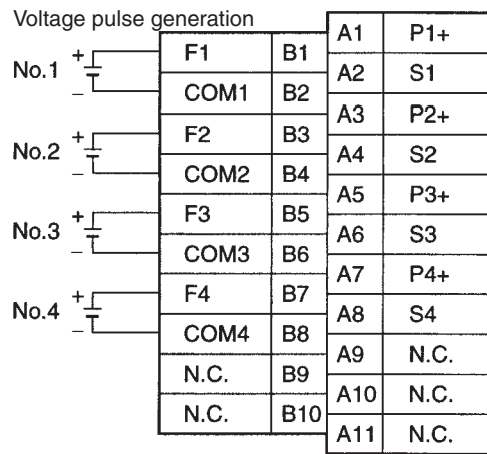 Voltage pulse generation
No.1 + − F1 B1
COM1 B2
No.2 + − F2 B3
COM2 B4
No.3 + − F3 B5
COM3 B6
No.4 + − F4 B7
COM4 B8
N.C. B9
N.C. B10
A1 P1+
A2 S1
A3 P2+
A4 S2
A5 P3+
A6 S3
A7 P4+
A8 S4
A9 N.C.
A10 N.C.
A11 N.C.